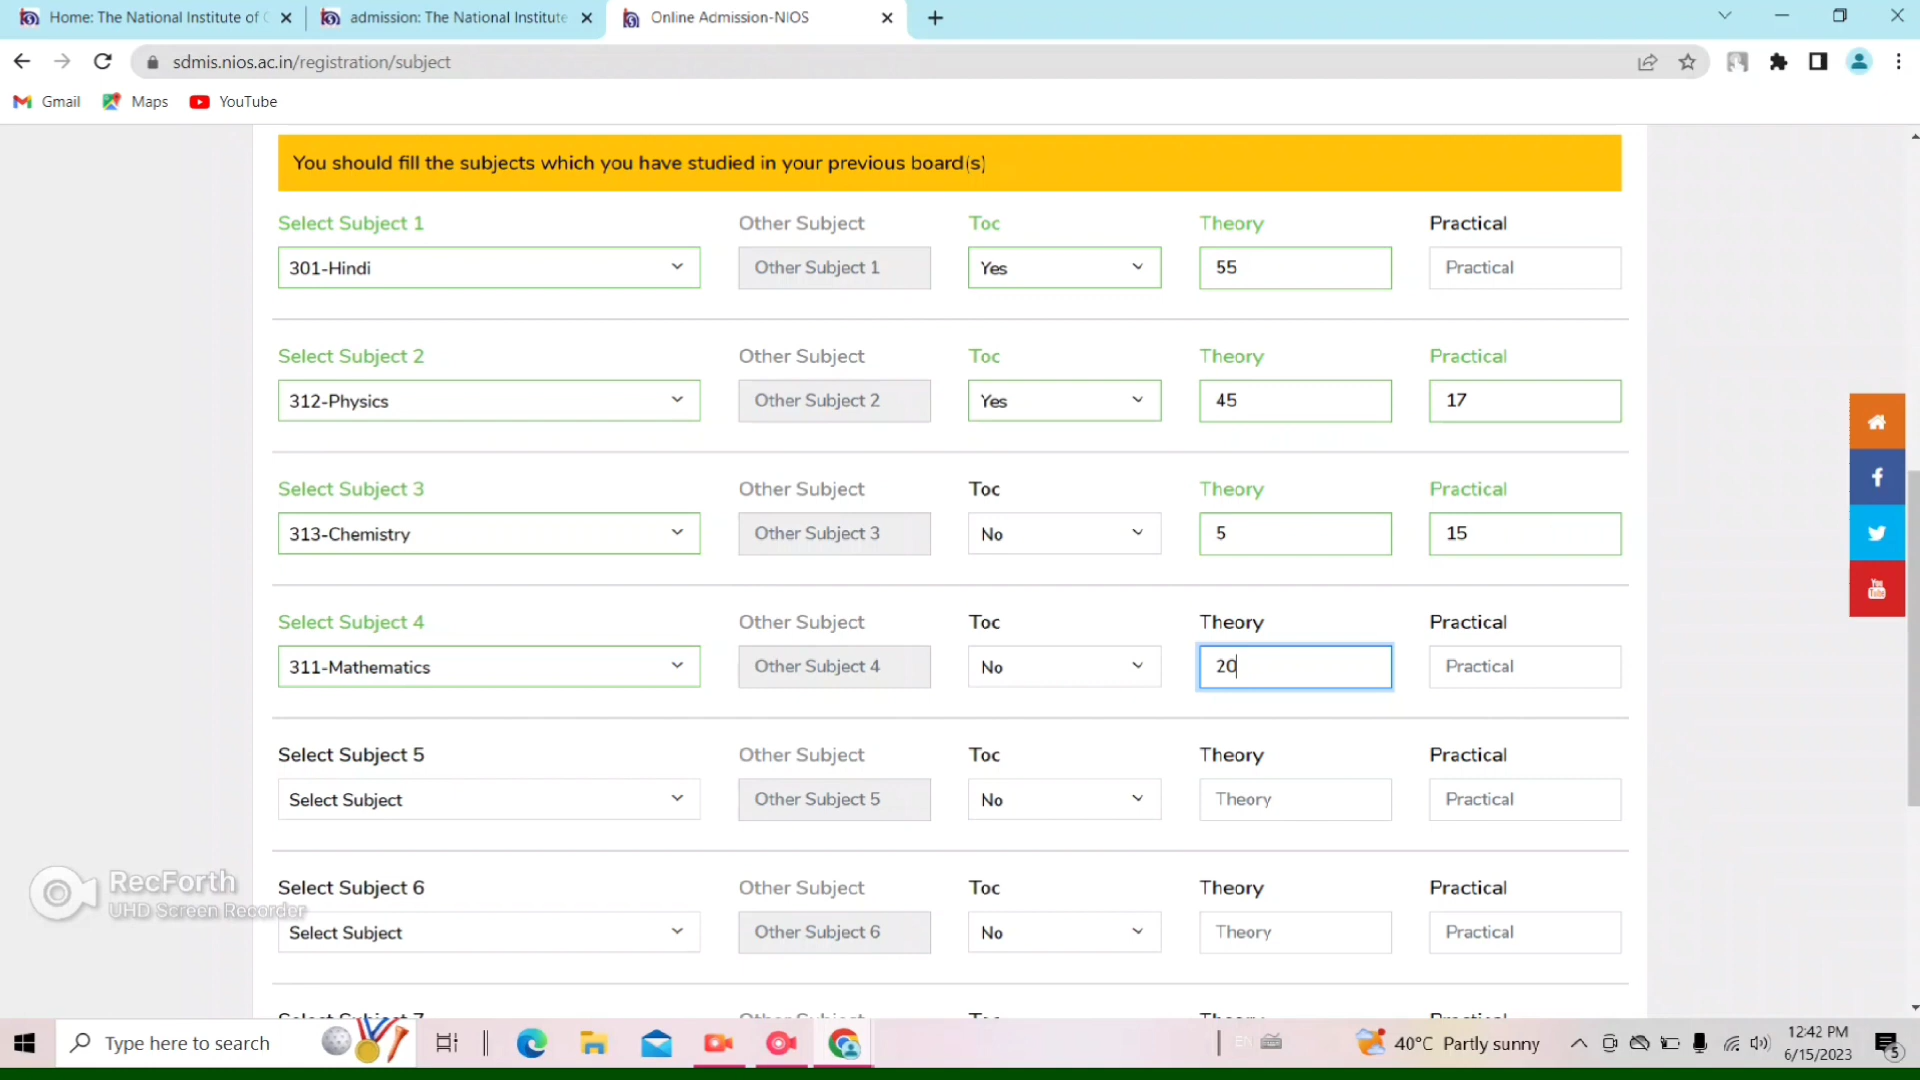 Home: The National Institute of
admission: The National Institute
Online Admission-NIOS
sdmis.nios.ac.in/registration/subject
Gmail
Maps
YouTube
You should fill the subjects which you have studied in your previous board(s)
Select Subject 1 Other Subject Toc Theory Practical
301-Hindi Other Subject 1 Yes 55 Practical
Select Subject 2 Other Subject Toc Theory Practical
312-Physics Other Subject 2 Yes 45 17
Select Subject 3 Other Subject Toc Theory Practical
313-Chemistry Other Subject 3 No 5 15
Select Subject 4 Other Subject Toc Theory Practical
311-Mathematics Other Subject 4 No 20 Practical
Select Subject 5 Other Subject Toc Theory Practical
Select Subject Other Subject 5 No Theory Practical
Select Subject 6 Other Subject Toc Theory Practical
Select Subject Other Subject 6 No Theory Practical
You Tube
RecForth
UHD Screen Recorder
Type here to search
40°C Partly sunny
12:42 PM
6/15/2023
5